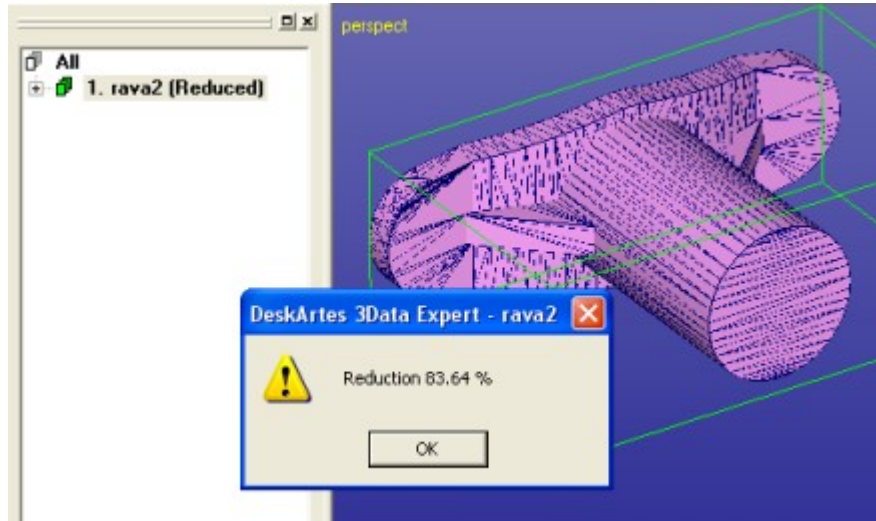 All
1. rava2 (Reduced)
perspect
DeskArtes 3Data Expert - rava2
Reduction 83.64 %
OK